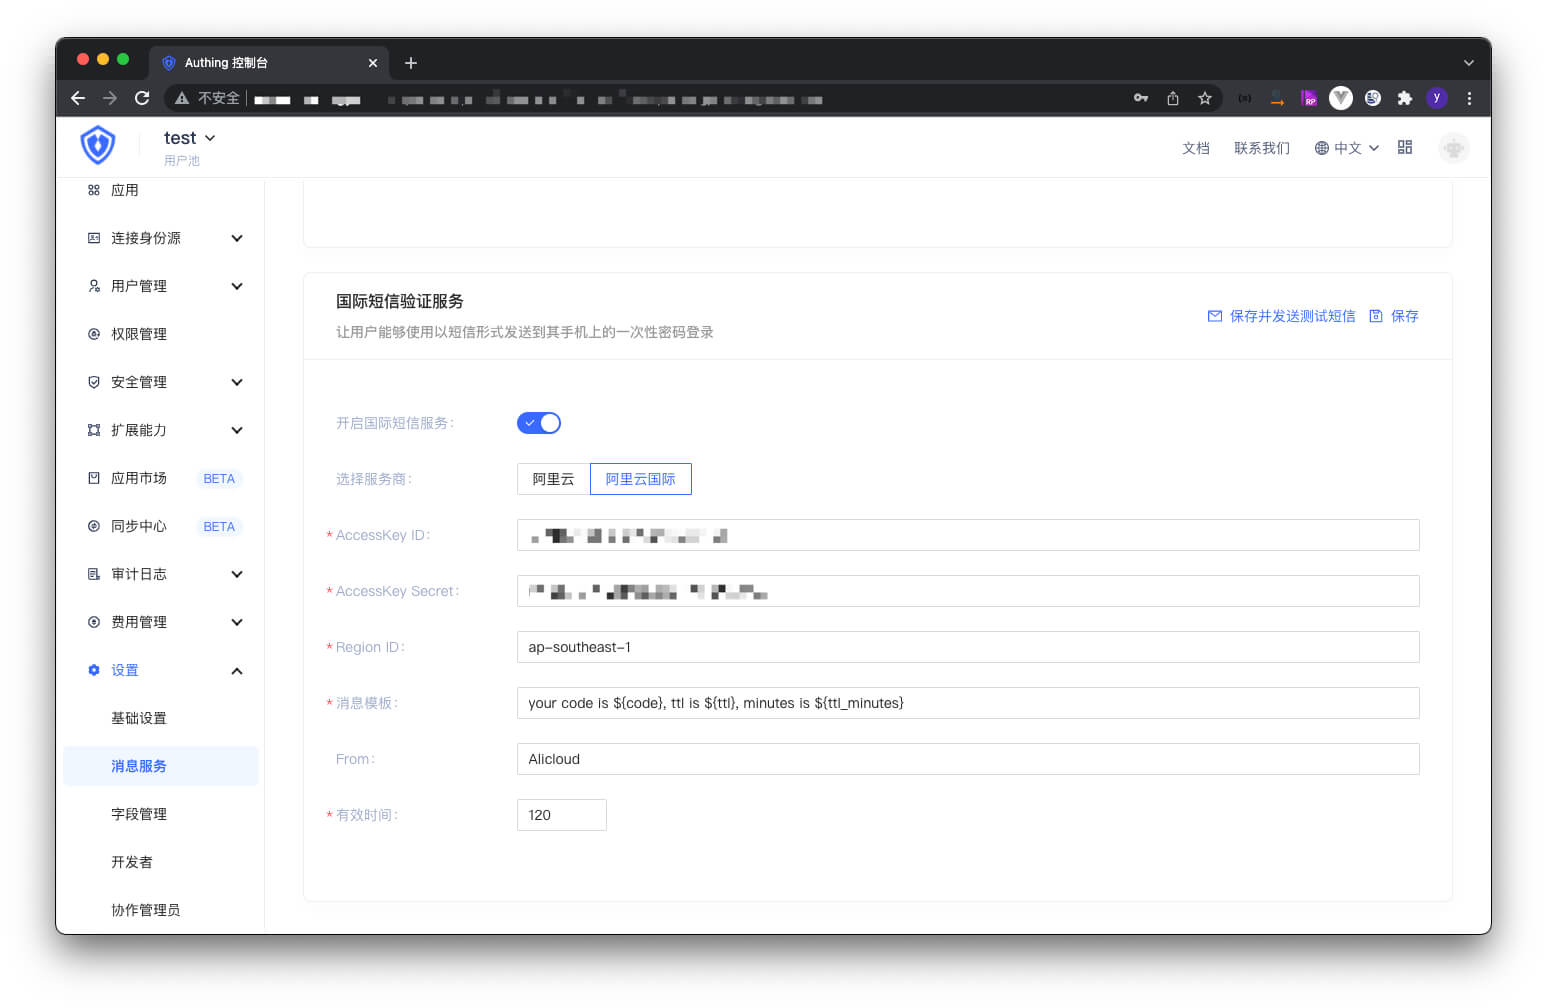 Authing 控制台
不安全
y
test
用户池
文档
联系我们
中文
应用
连接身份源
用户管理
权限管理
安全管理
扩展能力
应用市场 BETA
同步中心 BETA
审计日志
费用管理
设置
基础设置
消息服务
字段管理
开发者
协作管理员
国际短信验证服务
让用户能够使用以短信形式发送到其手机上的一次性密码登录
保存并发送测试短信
保存
开启国际短信服务：
选择服务商： 阿里云 阿里云国际
* AccessKey ID：
* AccessKey Secret：
* Region ID： ap-southeast-1
* 消息模板： your code is ${code}, ttl is ${ttl}, minutes is ${ttl_minutes}
From： Alicloud
* 有效时间： 120